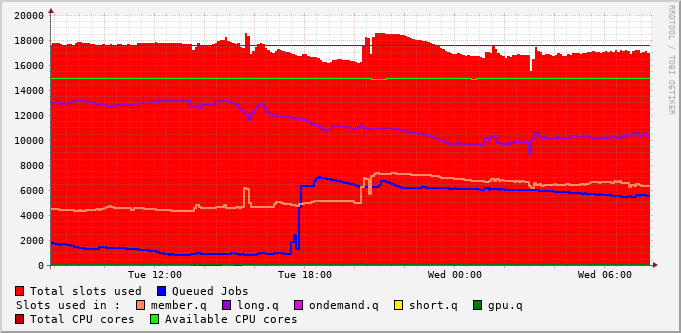 20000
18000
16000
14000
12000
10000
8000
6000
4000
2000
0
Tue 12:00 Tue 18:00 Wed 00:00 Wed 06:00
RRDTOOL / TOBI OETIKER
Total slots used Queued Jobs
Slots used in : member.q long.q ondemand.q short.q gpu.q
Total CPU cores Available CPU cores